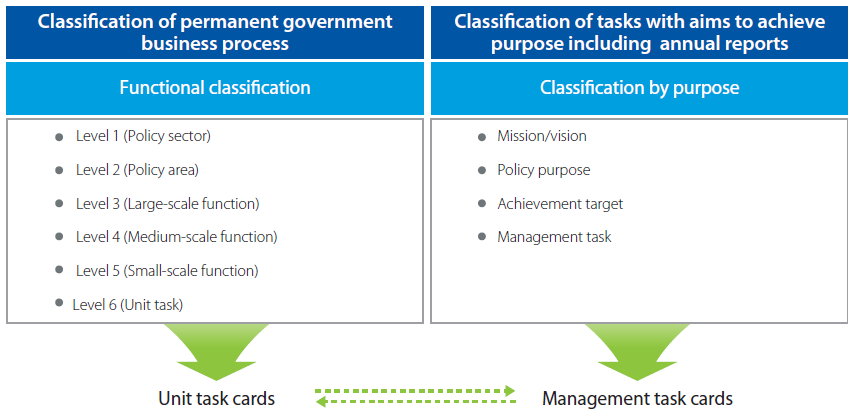 Classification of permanent government
business process
Functional classification
Level 1 (Policy sector)
Level 2 (Policy area)
Level 3 (Large-scale function)
Level 4 (Medium-scale function)
Level 5 (Small-scale function)
Level 6 (Unit task)
Classification of tasks with aims to achieve
purpose including annual reports
Classification by purpose
Mission/vision
Policy purpose
Achievement target
Management task
Unit task cards
Management task cards